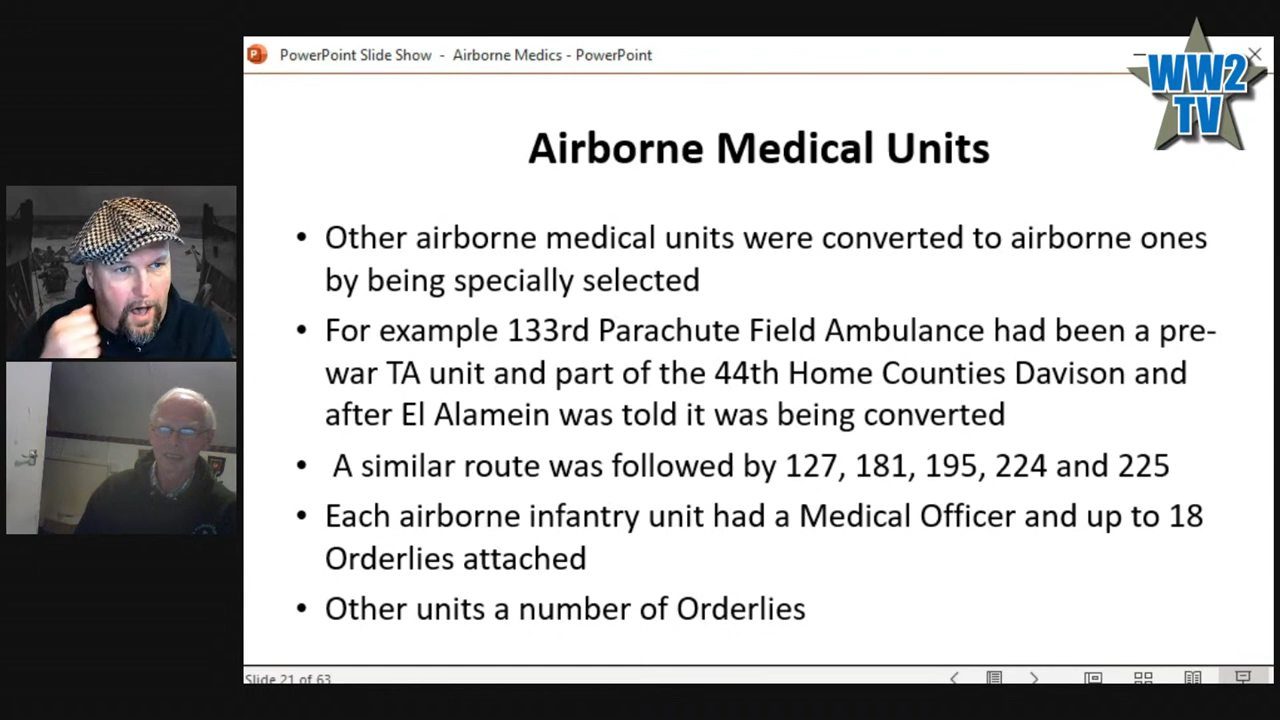 PowerPoint Slide Show - Airborne Medics - PowerPoint
WW2
TV
Airborne Medical Units
• Other airborne medical units were converted to airborne ones
by being specially selected
• For example 133rd Parachute Field Ambulance had been a pre-
war TA unit and part of the 44th Home Counties Davison and
after El Alamein was told it was being converted
• A similar route was followed by 127, 181, 195, 224 and 225
• Each airborne infantry unit had a Medical Officer and up to 18
Orderlies attached
• Other units a number of Orderlies
Slide 21 of 63